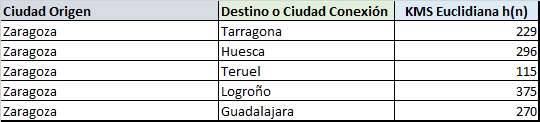 Ciudad Origen Destino o Ciudad Conexión KMS Euclidiana h(n)
Zaragoza Tarragona 229
Zaragoza Huesca 296
Zaragoza Teruel 115
Zaragoza Logroño 375
Zaragoza Guadalajara 270